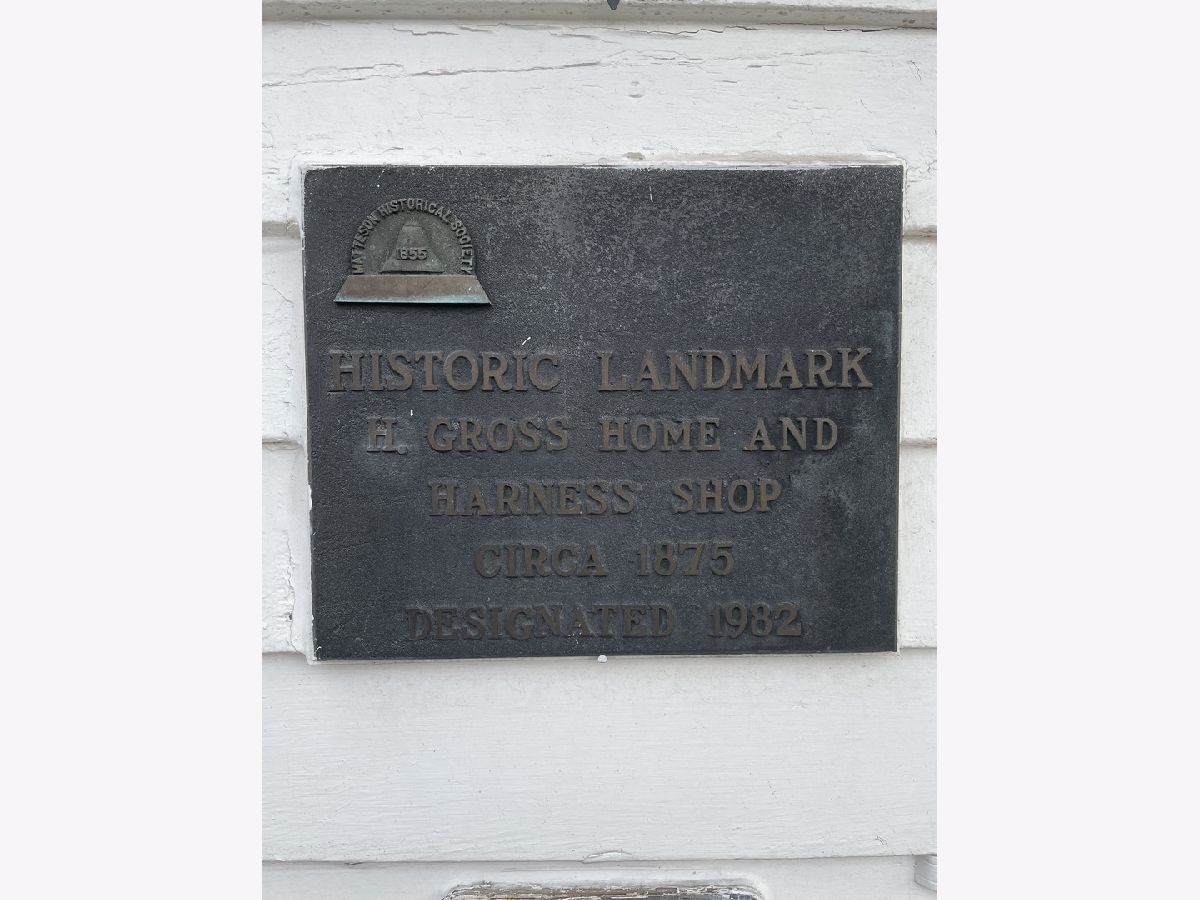 MATTESON HISTORICAL SOCIETY
1855
HISTORIC LANDMARK
H. GROSS HOME AND
HARNESS SHOP
CIRCA 1875
DESIGNATED 1982